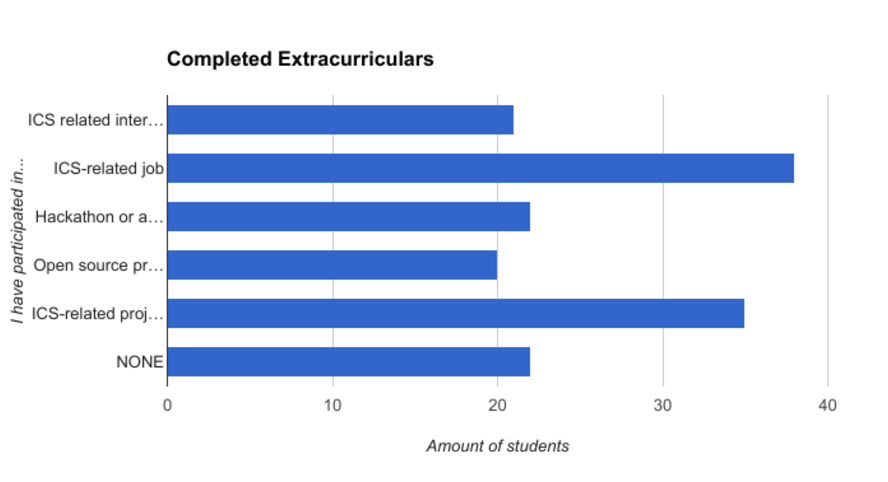 Completed Extracurriculars
I have participated in...
ICS related inter…
ICS-related job
Hackathon or a…
Open source pr…
ICS-related proj…
NONE
0 10 20 30 40
Amount of students